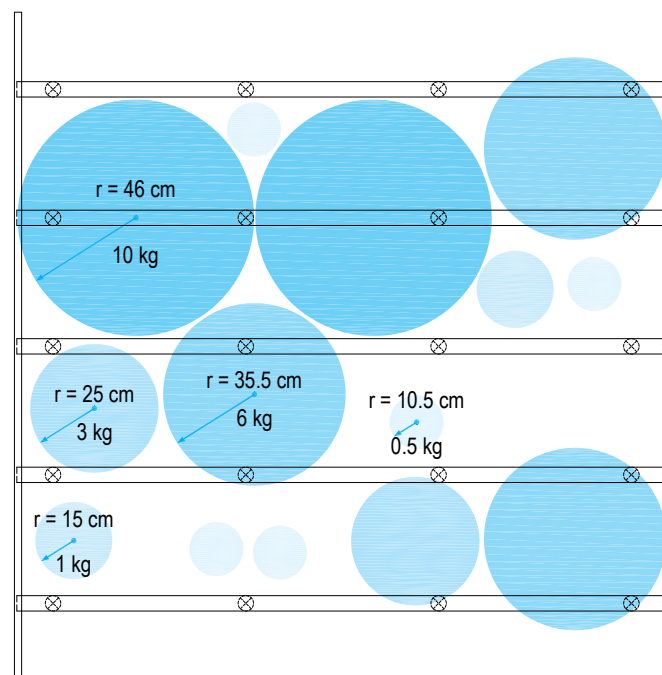 r = 46 cm
10 kg
r = 25 cm
3 kg
r = 35.5 cm
6 kg
r = 10.5 cm
0.5 kg
r = 15 cm
1 kg